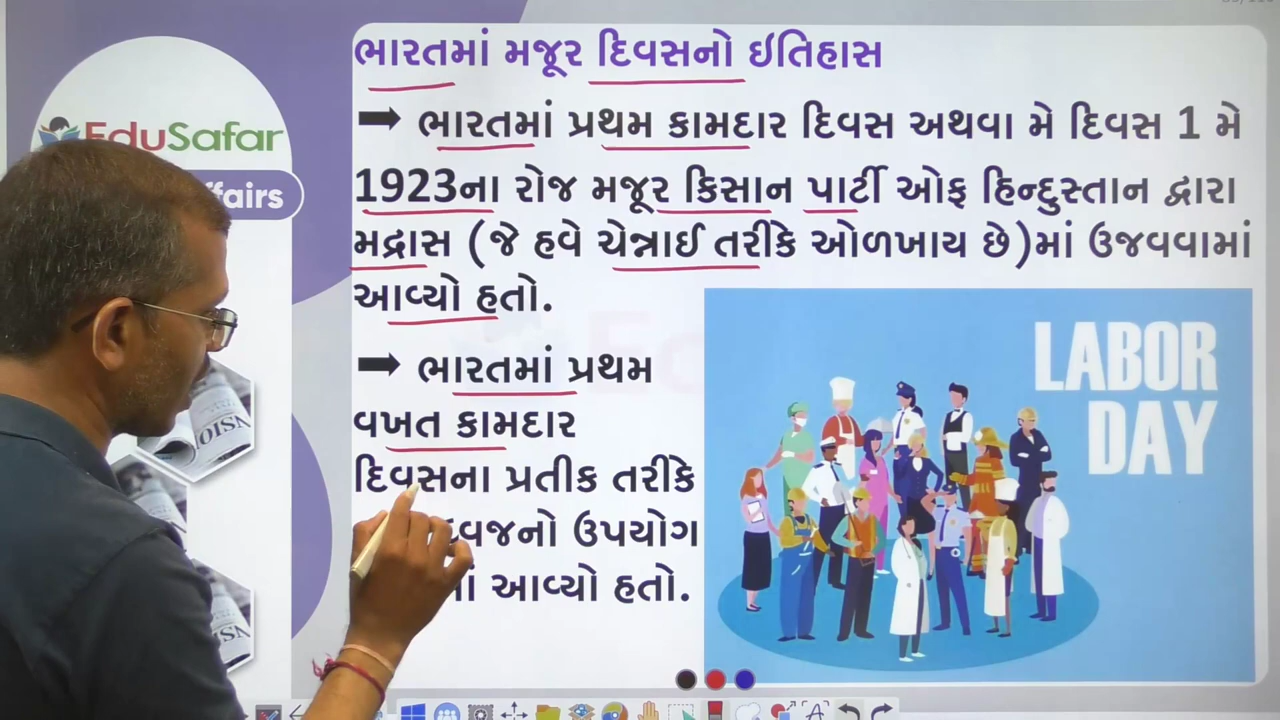 ભારતમાં મજૂર દિવસનો ઈતિહાસ
EduSafar
ffairs
➡ ભારતમાં પ્રથમ કામદાર દિવસ અથવા મે દિવસ 1 મે
1923ના રોજ મજૂર કિસાન પાર્ટી ઓફ હિન્દુસ્તાન દ્વારા
મદ્રાસ (જે હવે ચેન્નાઈ તરીકે ઓળખાય છે)માં ઉજવવામાં
આવ્યો હતો.
➡ ભારતમાં પ્રથમ
વખત કામદાર
દિવસના પ્રતીક તરીકે
ધ્વજનો ઉપયોગ
આવ્યો હતો.
LABOR
DAY